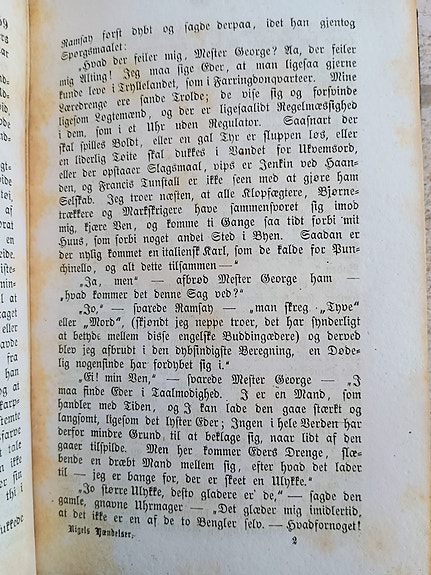 Ramsay forst dybt og sagde derpaa, idet han gjentog
Spørgsmaalet:
„Hvad der feiler mig, Mester George? Aa, der feiler
mig Alting! Jeg maa sige Eder, at man ligesaa gjerne
kunde leve i Tryllelandet, som i Farringdonqvarteer. Mine
Læredrenge ere sande Trolde; de vise sig og forsvinde
ligesom Logtemænd, og der er ligesaalidt Regelmæssighed
i dem, som i et Uhr uden Regulator. Saasnart der
skal spilles Boldt, eller en gal Tyr er sluppen los, eller
en liderlig Tøite skal dukkes i Vandet for Ukvemsord,
eller der opstaaer Slagsmaal, vips er Jenkin ved Haan-
den, og Francis Tunstall er ikke seen med at gjøre ham
Selskab. Jeg troer næsten, at alle Klopfægtere, Bjørne-
trækkere og Markskrigere have sammensvoret sig imod
mig, kjære Ven, og komme ti Gange saa tidt forbi mit
Huus, som forbi noget andet Sted i Byen. Saadan er
der nylig kommet en italiensk Karl, som de kalde for Pun-
chinello, og alt dette tilsammen —"
„Ja, men" — afbrød Mester George ham —
„hvad kommer det denne Sag ved?"
„Jo," — svarede Ramsay — „man skreg „Tyve"
eller „Mord", (skjøndt jeg neppe troer, det har synderligt
at betyde mellem disse engelske Buddingædere) og derved
blev jeg afbrudt i den dybsindigste Beregning, en Døde-
lig nogensinde har fordybet sig i."
„Ei! min Ven," — svarede Mester George — „J
maa finde Eder i Taalmodighed. J er en Mand, som
handler med Tiden, og J kan lade den gaae stærkt og
langsomt, ligesom det lyster Eder; Ingen i hele Verden har
derfor mindre Grund til at beklage sig, naar lidt af den
gaaer tilspilde. Men her kommer Eders Drenge, slæ-
bende en dræbt Mand mellem sig, efter hvad det lader
til — jeg er bange for, der er skeet en Ulykke."
„Jo større Ulykke, desto gladere er de," — sagde den
gamle, gnavne Uhrmager — „Det glæder mig imidlertid,
at det ikke er en af de to Bengler selv. — Hvadfornoget!
Nigels Hændelser.
2